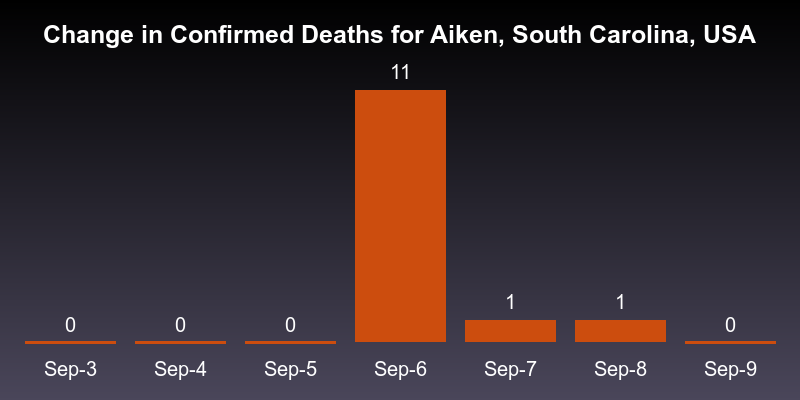 Change in Confirmed Deaths for Aiken, South Carolina, USA
11
1 1
0 0 0 0
Sep-3 Sep-4 Sep-5 Sep-6 Sep-7 Sep-8 Sep-9